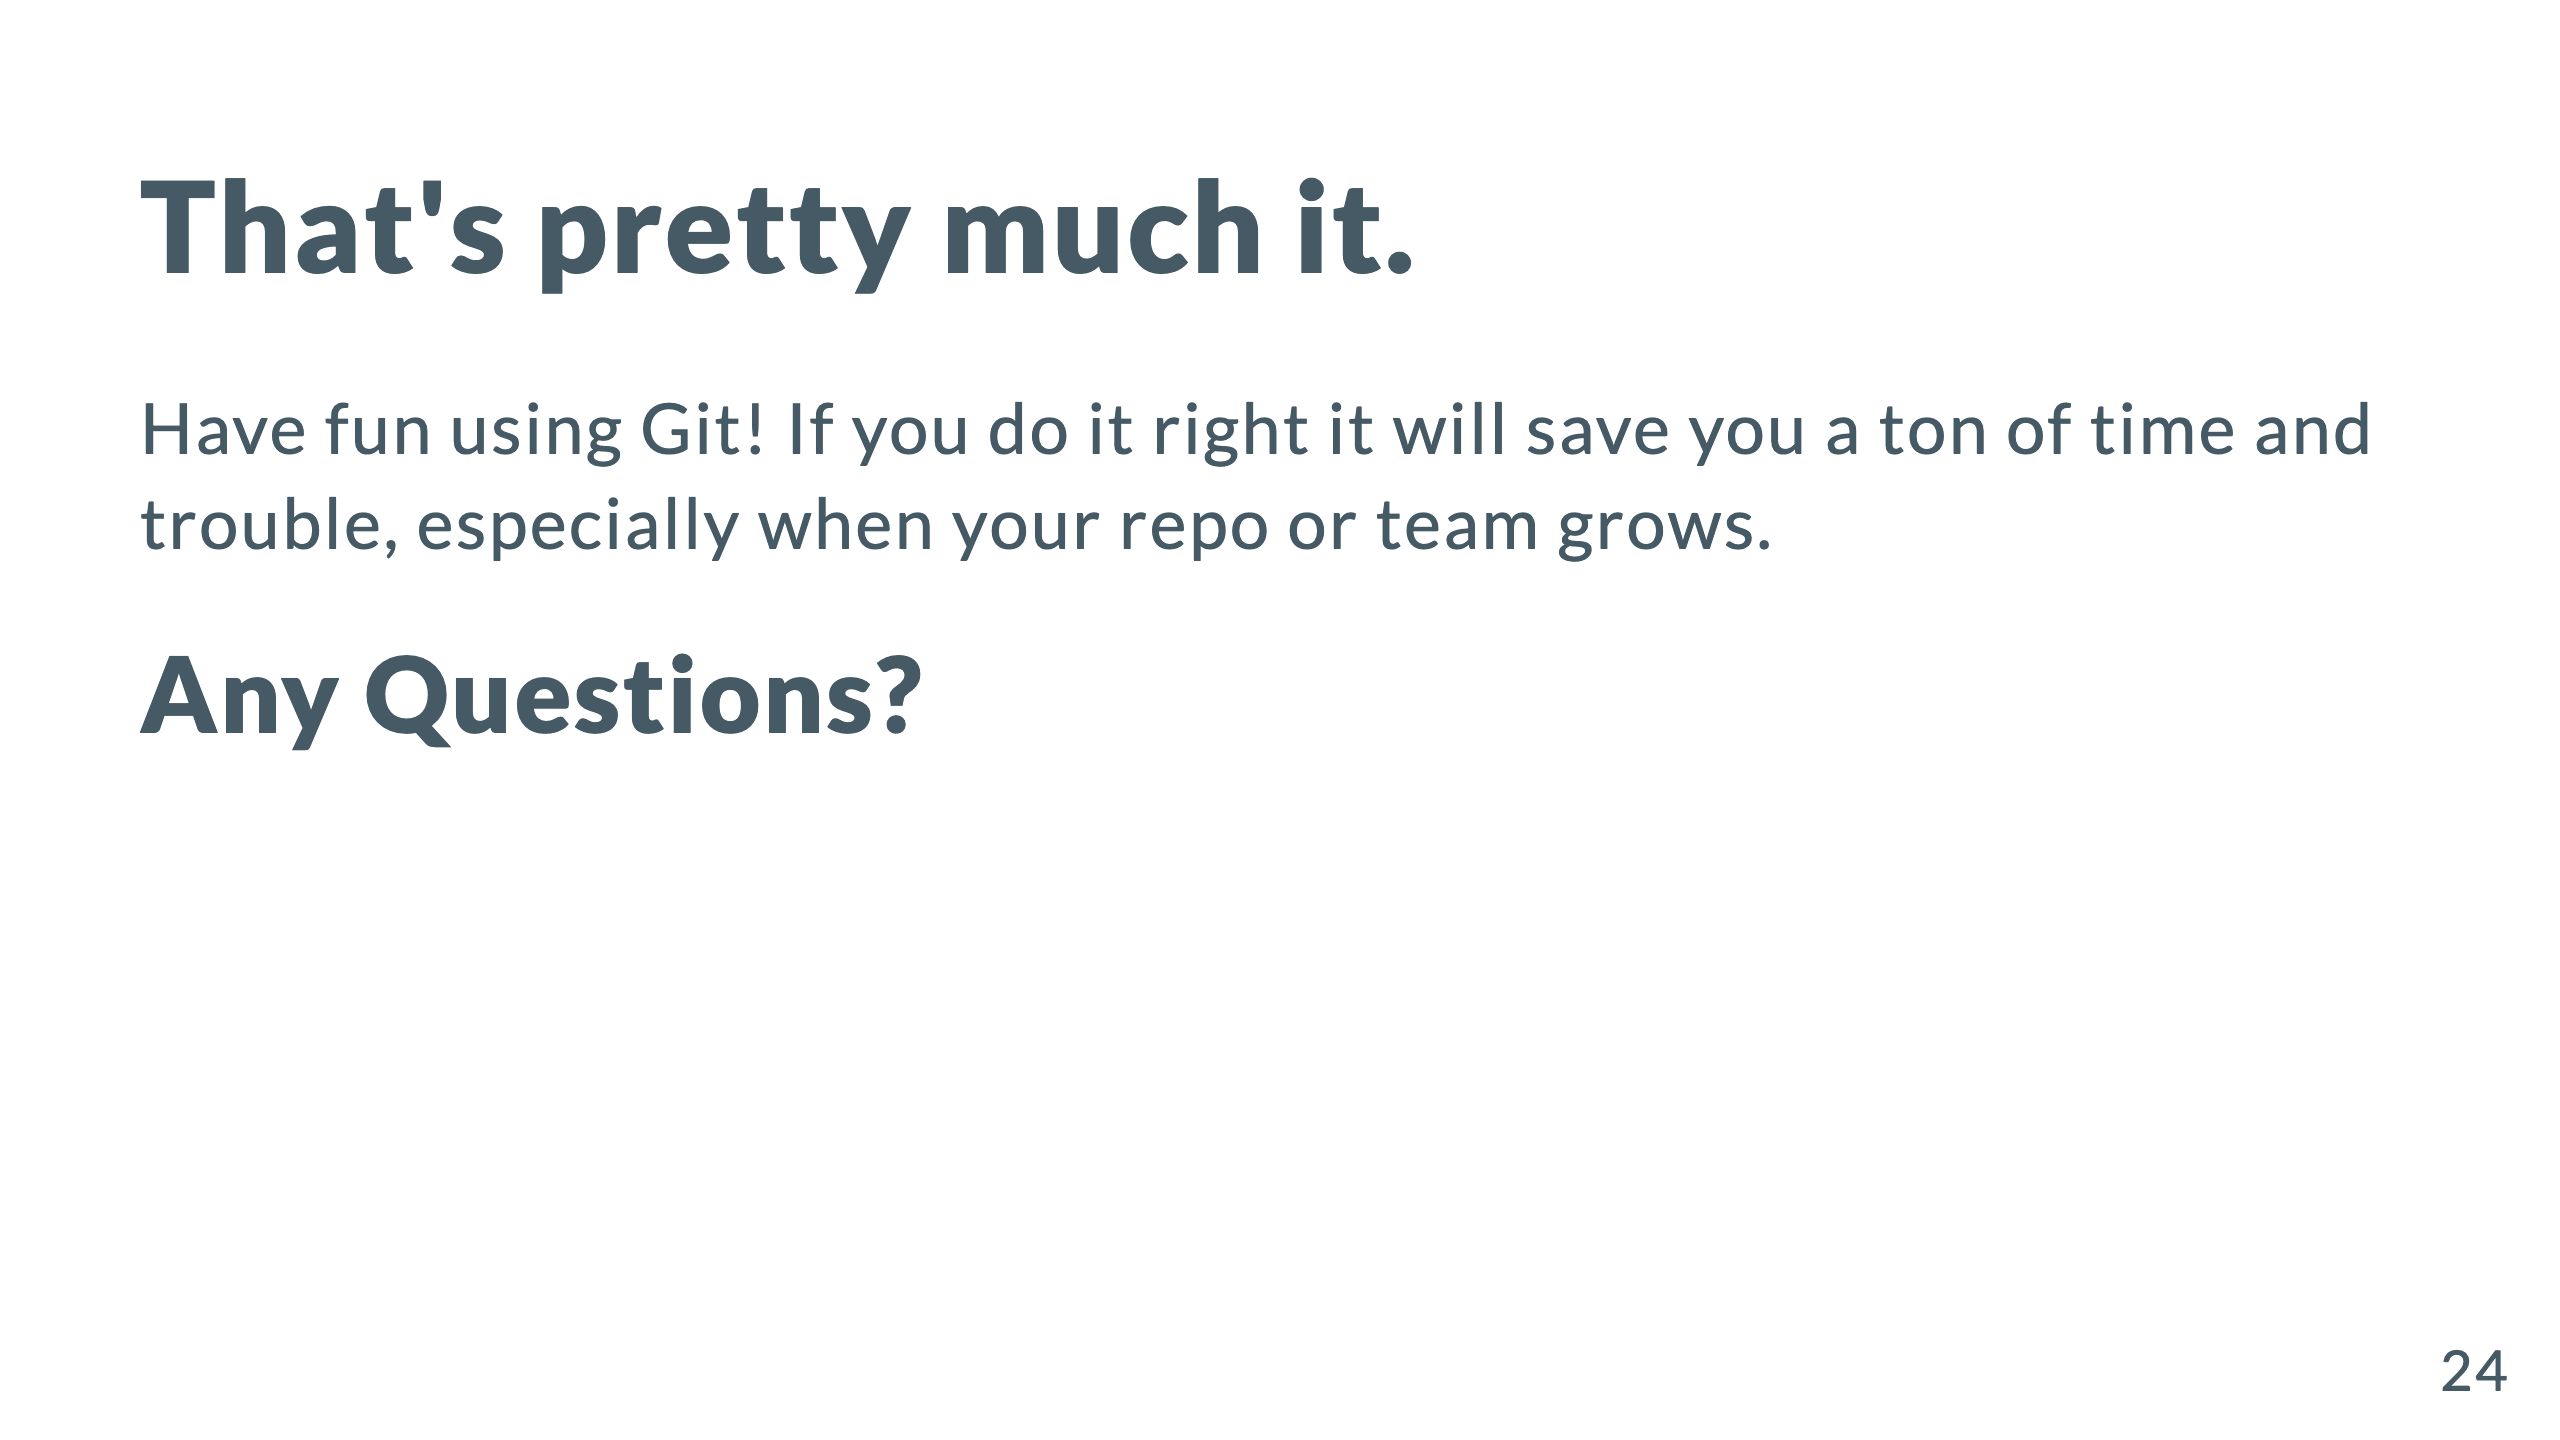 That's pretty much it.
Have fun using Git! If you do it right it will save you a ton of time and
trouble, especially when your repo or team grows.
Any Questions?
24